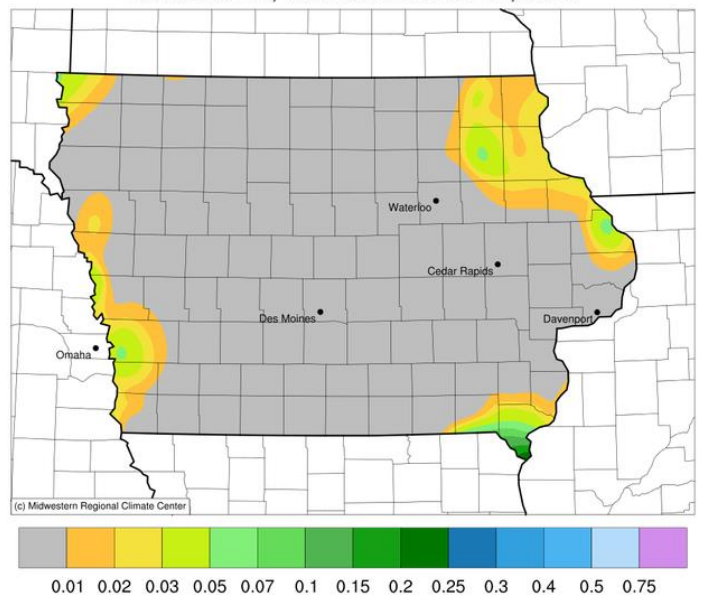 Waterloo
Cedar Rapids
Des Moines
Davenport
Omaha
(c) Midwestern Regional Climate Center
0.01 0.02 0.03 0.05 0.07 0.1 0.15 0.2 0.25 0.3 0.4 0.5 0.75